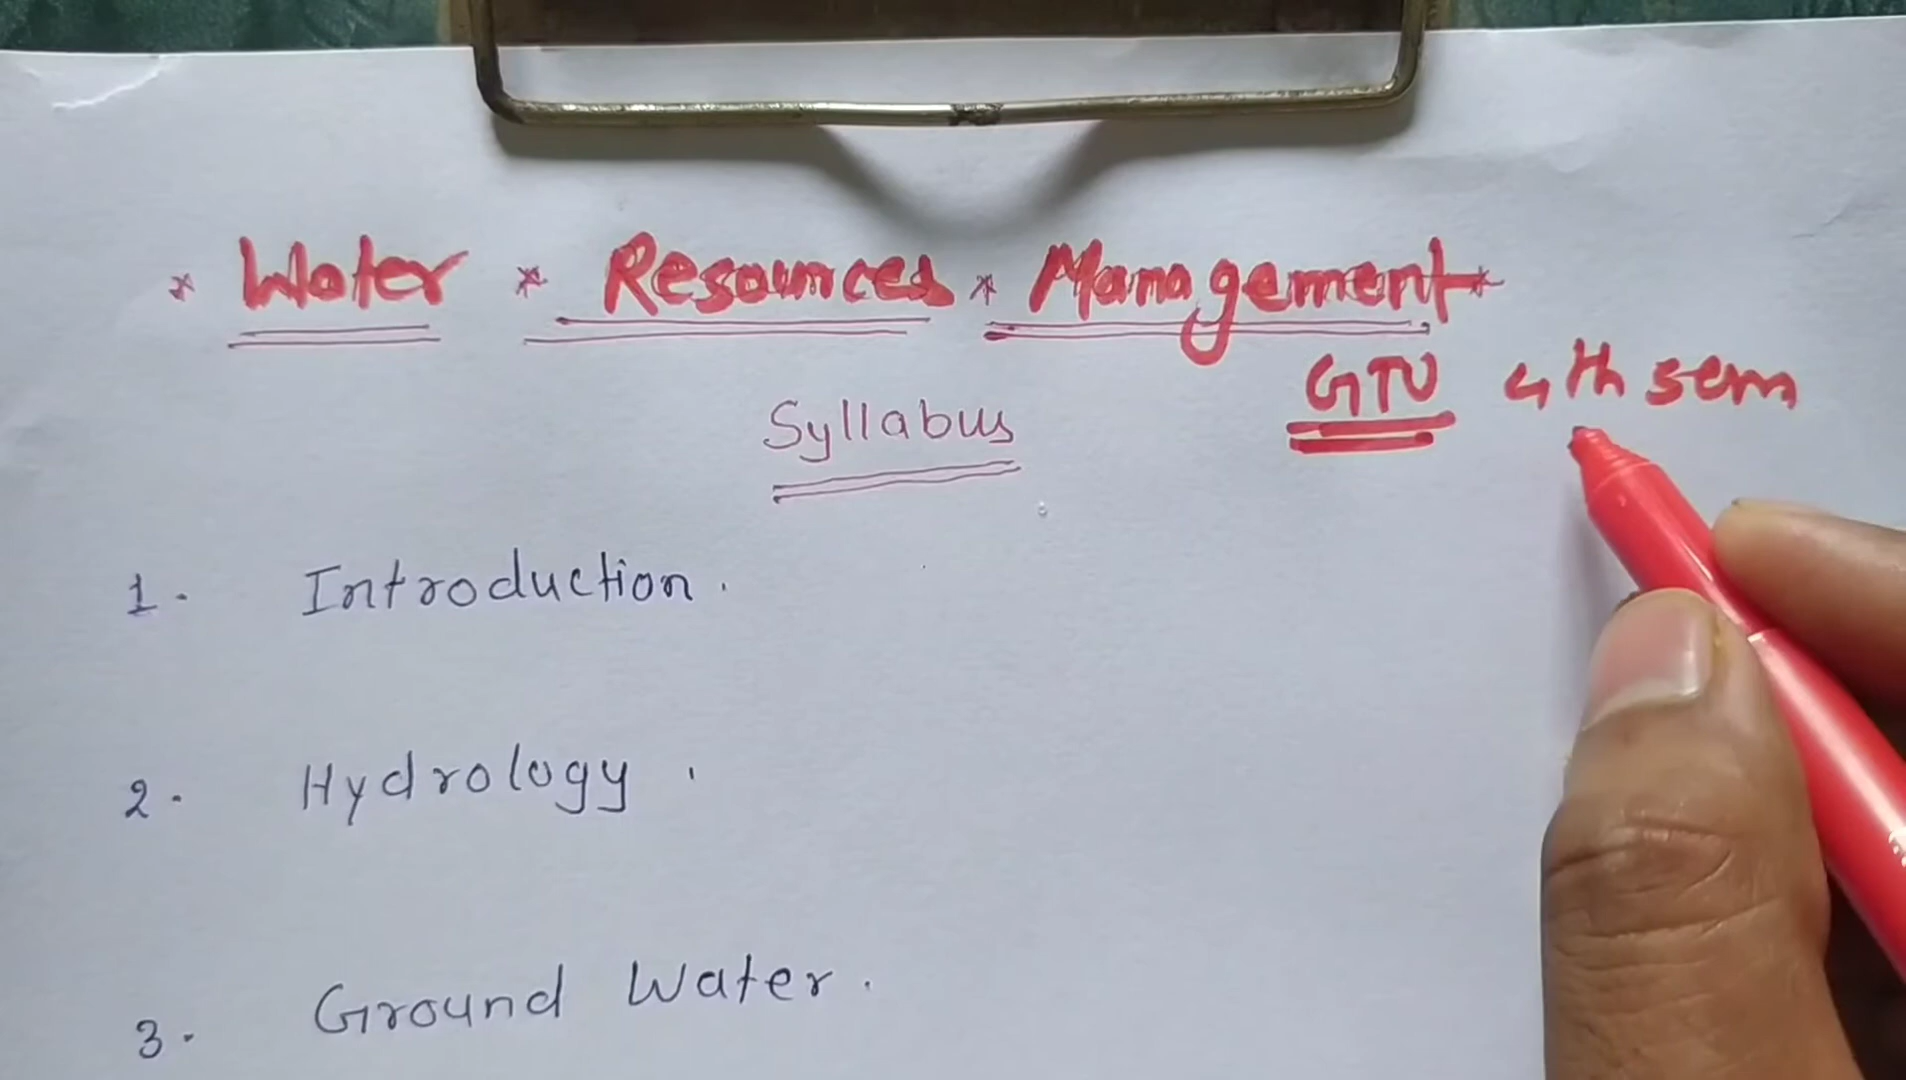 * Water * Resources * Management *
GTU 4th sem
Syllabus
1. Introduction.
2. Hydrology.
3. Ground Water.